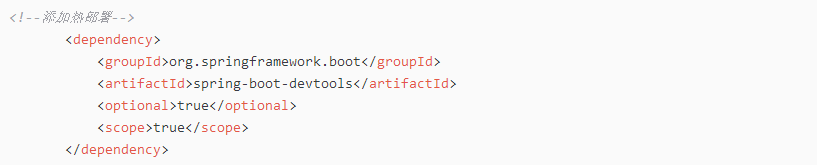 <!--添加热部署-->
<dependency>
<groupId>org.springframework.boot</groupId>
<artifactId>spring-boot-devtools</artifactId>
<optional>true</optional>
<scope>true</scope>
</dependency>